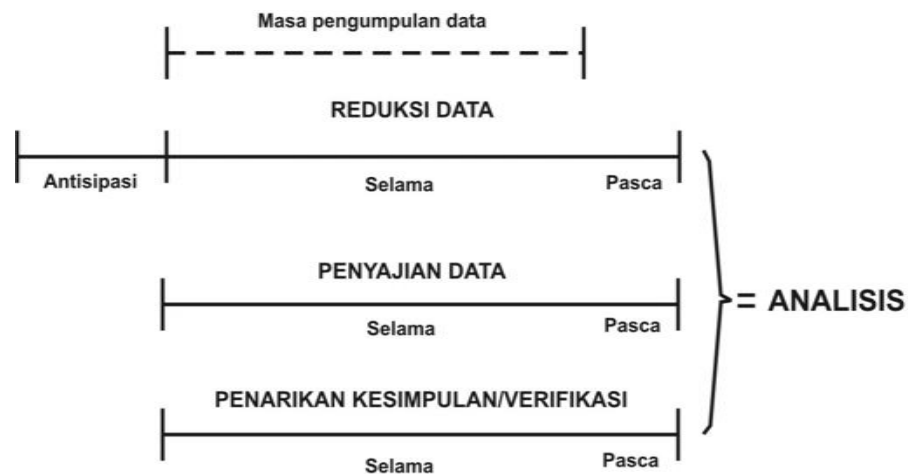 Masa pengumpulan data
REDUKSI DATA
Antisipasi Selama Pasca
PENYAJIAN DATA
Selama Pasca
= ANALISIS
PENARIKAN KESIMPULAN/VERIFIKASI
Selama Pasca